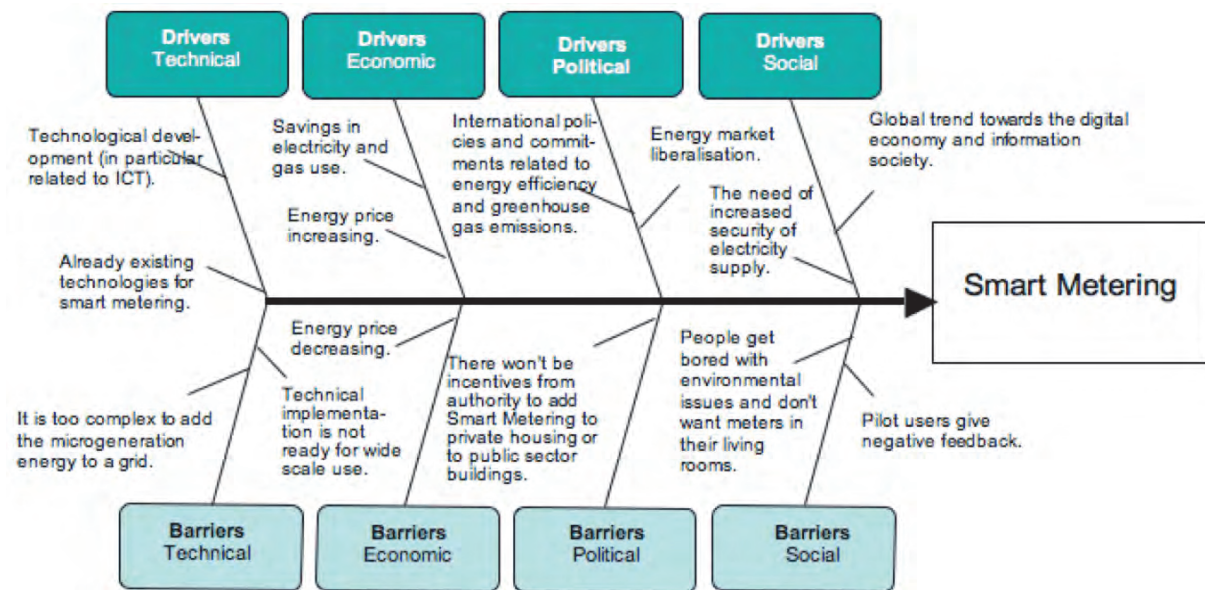 Drivers
Technical
Drivers
Economic
Drivers
Political
Drivers
Social
Technological devel-
opment (in particular
related to ICT).
Already existing
technologies for
smart metering.
Savings in
electricity and
gas use.
Energy price
increasing.
International poli-
cies and commit-
ments related to
energy efficiency
and greenhouse
gas emissions.
Energy market
liberalisation.
Global trend towards the digital
economy and information
society.
The need of
increased
security of
electricity
supply.
Smart Metering
It is too complex to add
the microgeneration
energy to a grid.
Technical
implementa-
tion is not
ready for wide
scale use.
Energy price
decreasing.
There won't be
incentives from
authority to add
Smart Metering to
private housing or
to public sector
buildings.
People get
bored with
environmental
issues and don't
want meters in
their living
rooms.
Pilot users give
negative feedback.
Barriers
Technical
Barriers
Economic
Barriers
Political
Barriers
Social